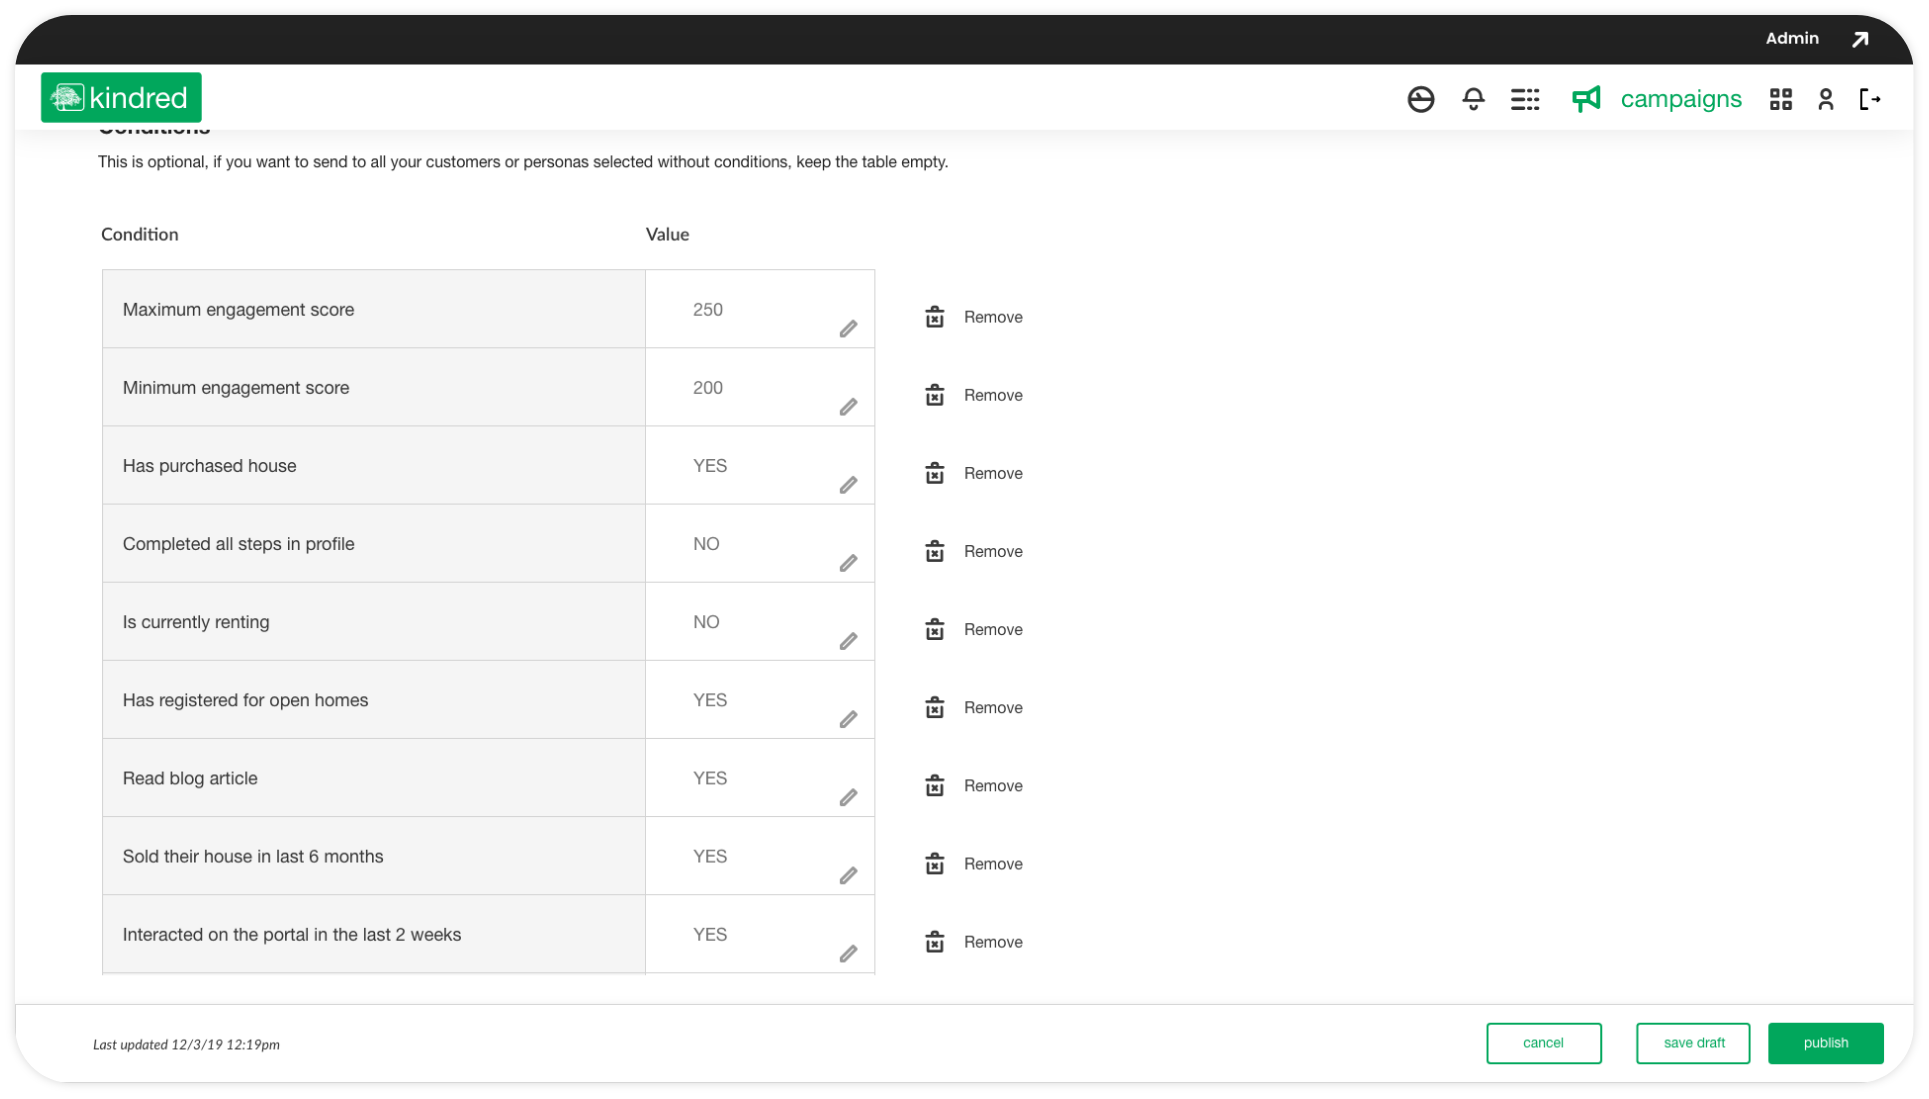 Admin
kindred
campaigns
Conditions
This is optional, if you want to send to all your customers or personas selected without conditions, keep the table empty.
Condition Value
Maximum engagement score 250 Remove
Minimum engagement score 200 Remove
Has purchased house YES Remove
Completed all steps in profile NO Remove
Is currently renting NO Remove
Has registered for open homes YES Remove
Read blog article YES Remove
Sold their house in last 6 months YES Remove
Interacted on the portal in the last 2 weeks YES Remove
Last updated 12/3/19 12:19pm cancel save draft publish